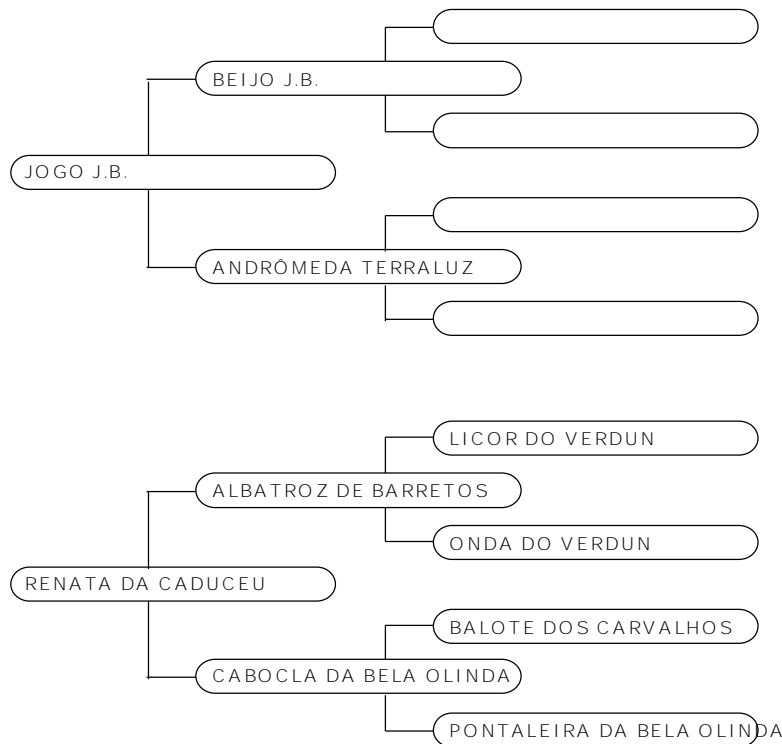 BEIJO J.B.
JOGO J.B.
ANDRÔMEDA TERRALUZ
LICOR DO VERDUN
ALBATROZ DE BARRETOS
ONDA DO VERDUN
RENATA DA CADUCEU
BALOTE DOS CARVALHOS
CABOCLA DA BELA OLINDA
PONTALEIRA DA BELA OLINDA